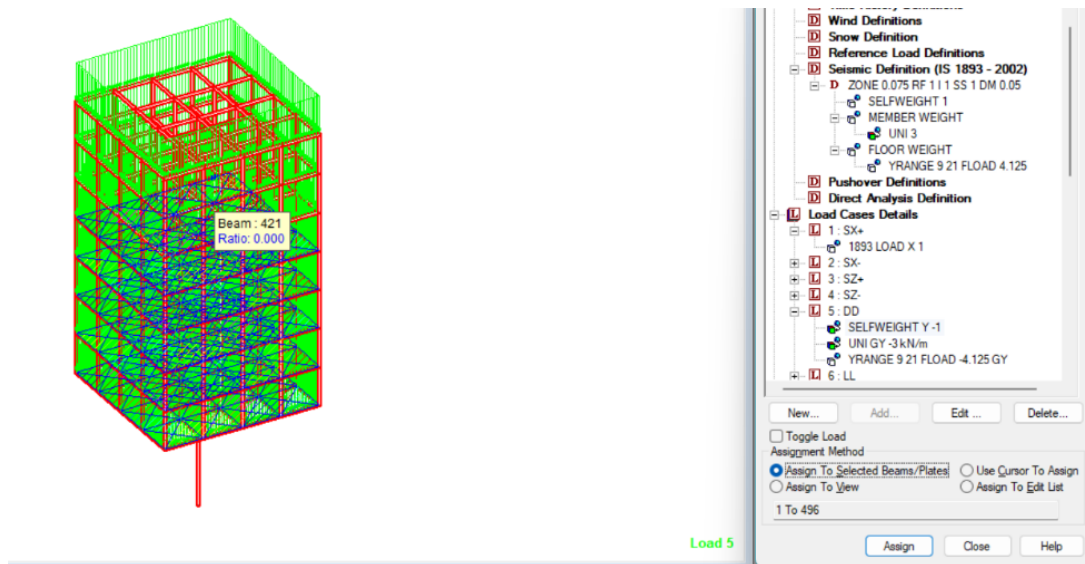 Wind Definitions
Snow Definition
Reference Load Definitions
Seismic Definition (IS 1893 - 2002)
ZONE 0.075 RF 1 I 1 SS 1 DM 0.05
SELFWEIGHT 1
MEMBER WEIGHT
UNI 3
FLOOR WEIGHT
YRANGE 9 21 FLOAD 4.125
Pushover Definitions
Direct Analysis Definition
Load Cases Details
1 : SX+
1893 LOAD X 1
2 : SX-
3 : SZ+
4 : SZ-
5 : DD
SELFWEIGHT Y -1
UNI GY -3 kN/m
YRANGE 9 21 FLOAD -4.125 GY
6 : LL
New...
Add...
Edit ...
Delete...
Toggle Load
Assignment Method
Assign To Selected Beams/Plates
Use Cursor To Assign
Assign To View
Assign To Edit List
1 To 496
Assign
Close
Help
Beam : 421
Ratio: 0.000
Load 5